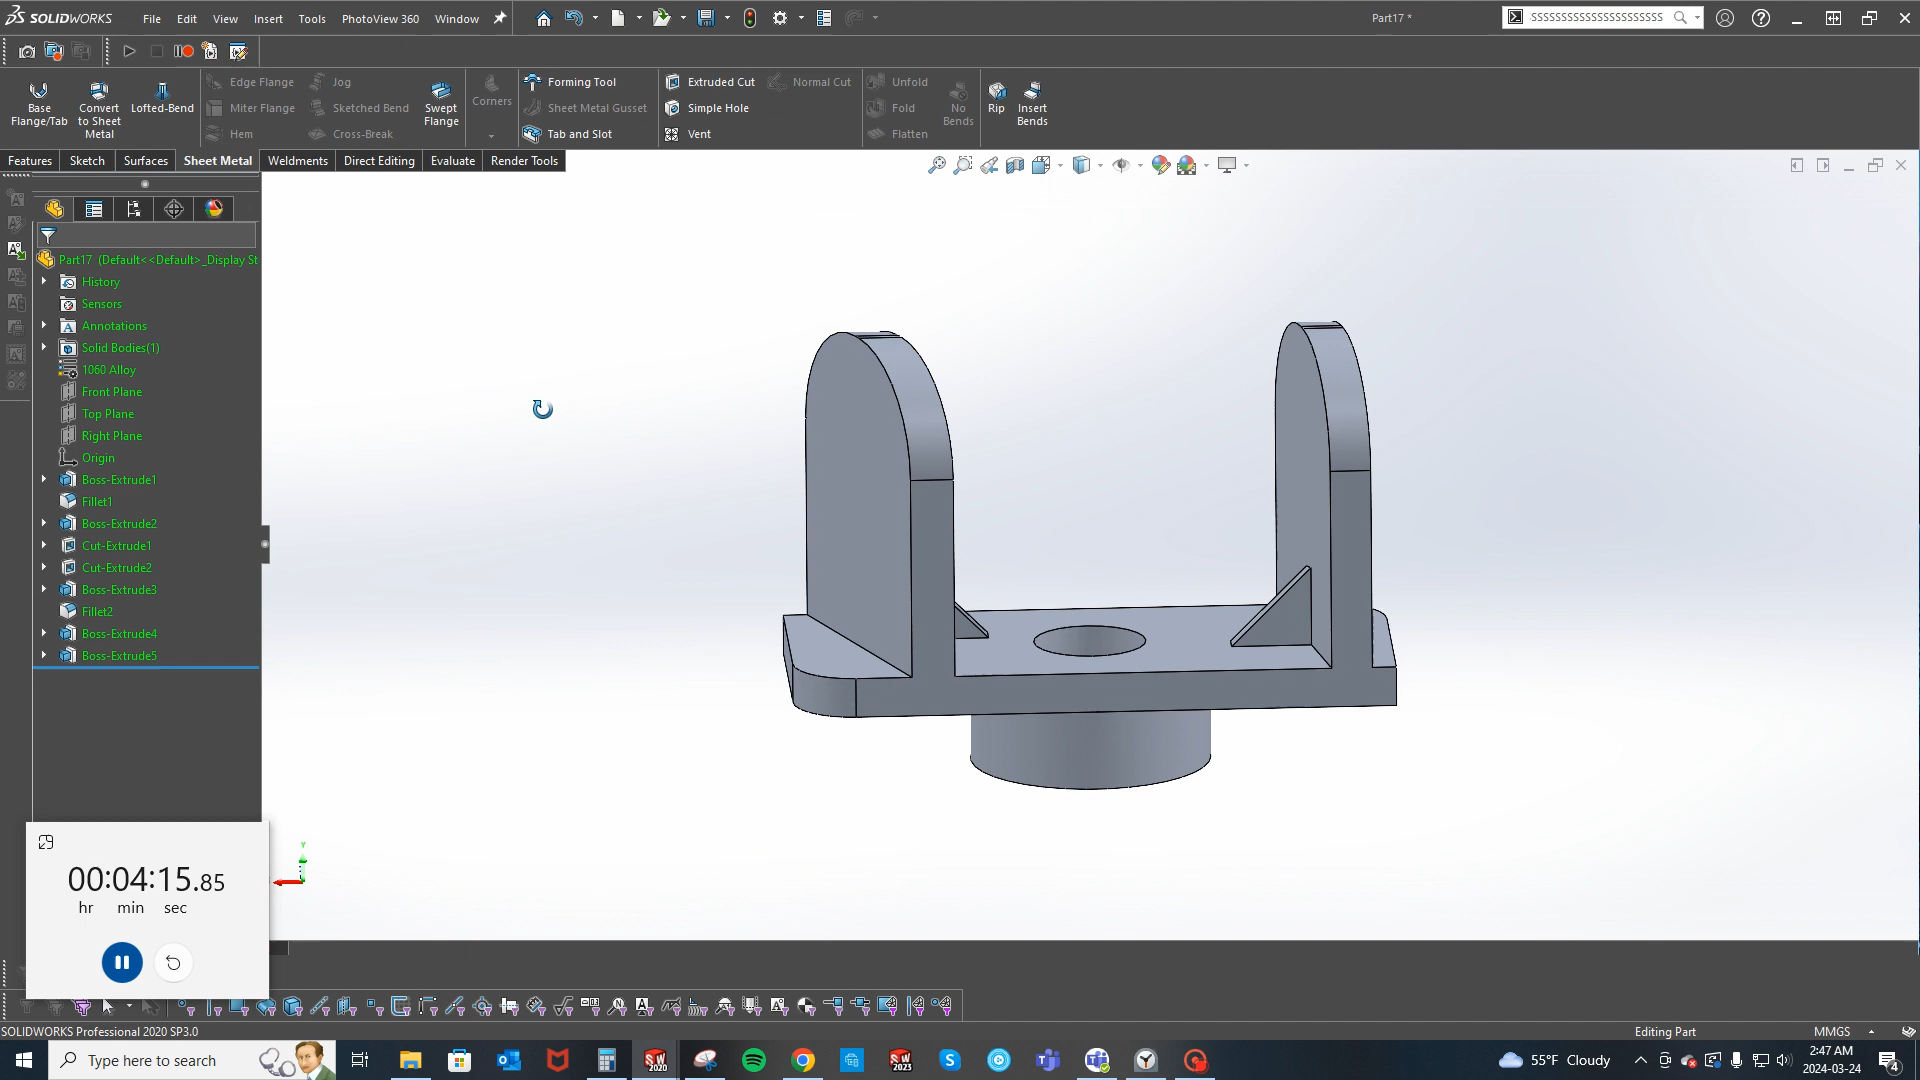 SOLIDWORKS File Edit View Insert Tools PhotoView 360 Window Part17 * SSSSSSSSSSSSSSSSSSSSSSS
Base Flange/Tab
Convert to Sheet Metal
Lofted-Bend
Edge Flange
Miter Flange
Hem
Jog
Sketched Bend
Cross-Break
Swept Flange
Corners
Forming Tool
Sheet Metal Gusset
Tab and Slot
Extruded Cut
Simple Hole
Vent
Normal Cut
Unfold
Fold
Flatten
No Bends
Rip
Insert Bends
Features Sketch Surfaces Sheet Metal Weldments Direct Editing Evaluate Render Tools
Part17 (Default<<Default>_Display St
History
Sensors
Annotations
Solid Bodies(1)
1060 Alloy
Front Plane
Top Plane
Right Plane
Origin
Boss-Extrude1
Fillet1
Boss-Extrude2
Cut-Extrude1
Cut-Extrude2
Boss-Extrude3
Fillet2
Boss-Extrude4
Boss-Extrude5
00:04:15.85
hr min sec
Y
SOLIDWORKS Professional 2020 SP3.0 Editing Part MMGS
Type here to search
SW 2020
SW 2023
55°F Cloudy
2:47 AM
2024-03-24
4